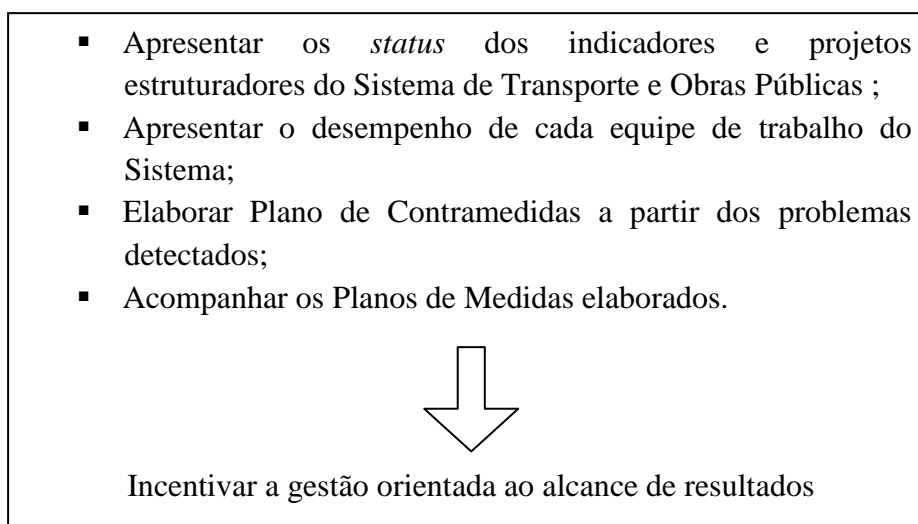 ▪ Apresentar os status dos indicadores e projetos
estruturadores do Sistema de Transporte e Obras Públicas ;
▪ Apresentar o desempenho de cada equipe de trabalho do
Sistema;
▪ Elaborar Plano de Contramedidas a partir dos problemas
detectados;
▪ Acompanhar os Planos de Medidas elaborados.
Incentivar a gestão orientada ao alcance de resultados